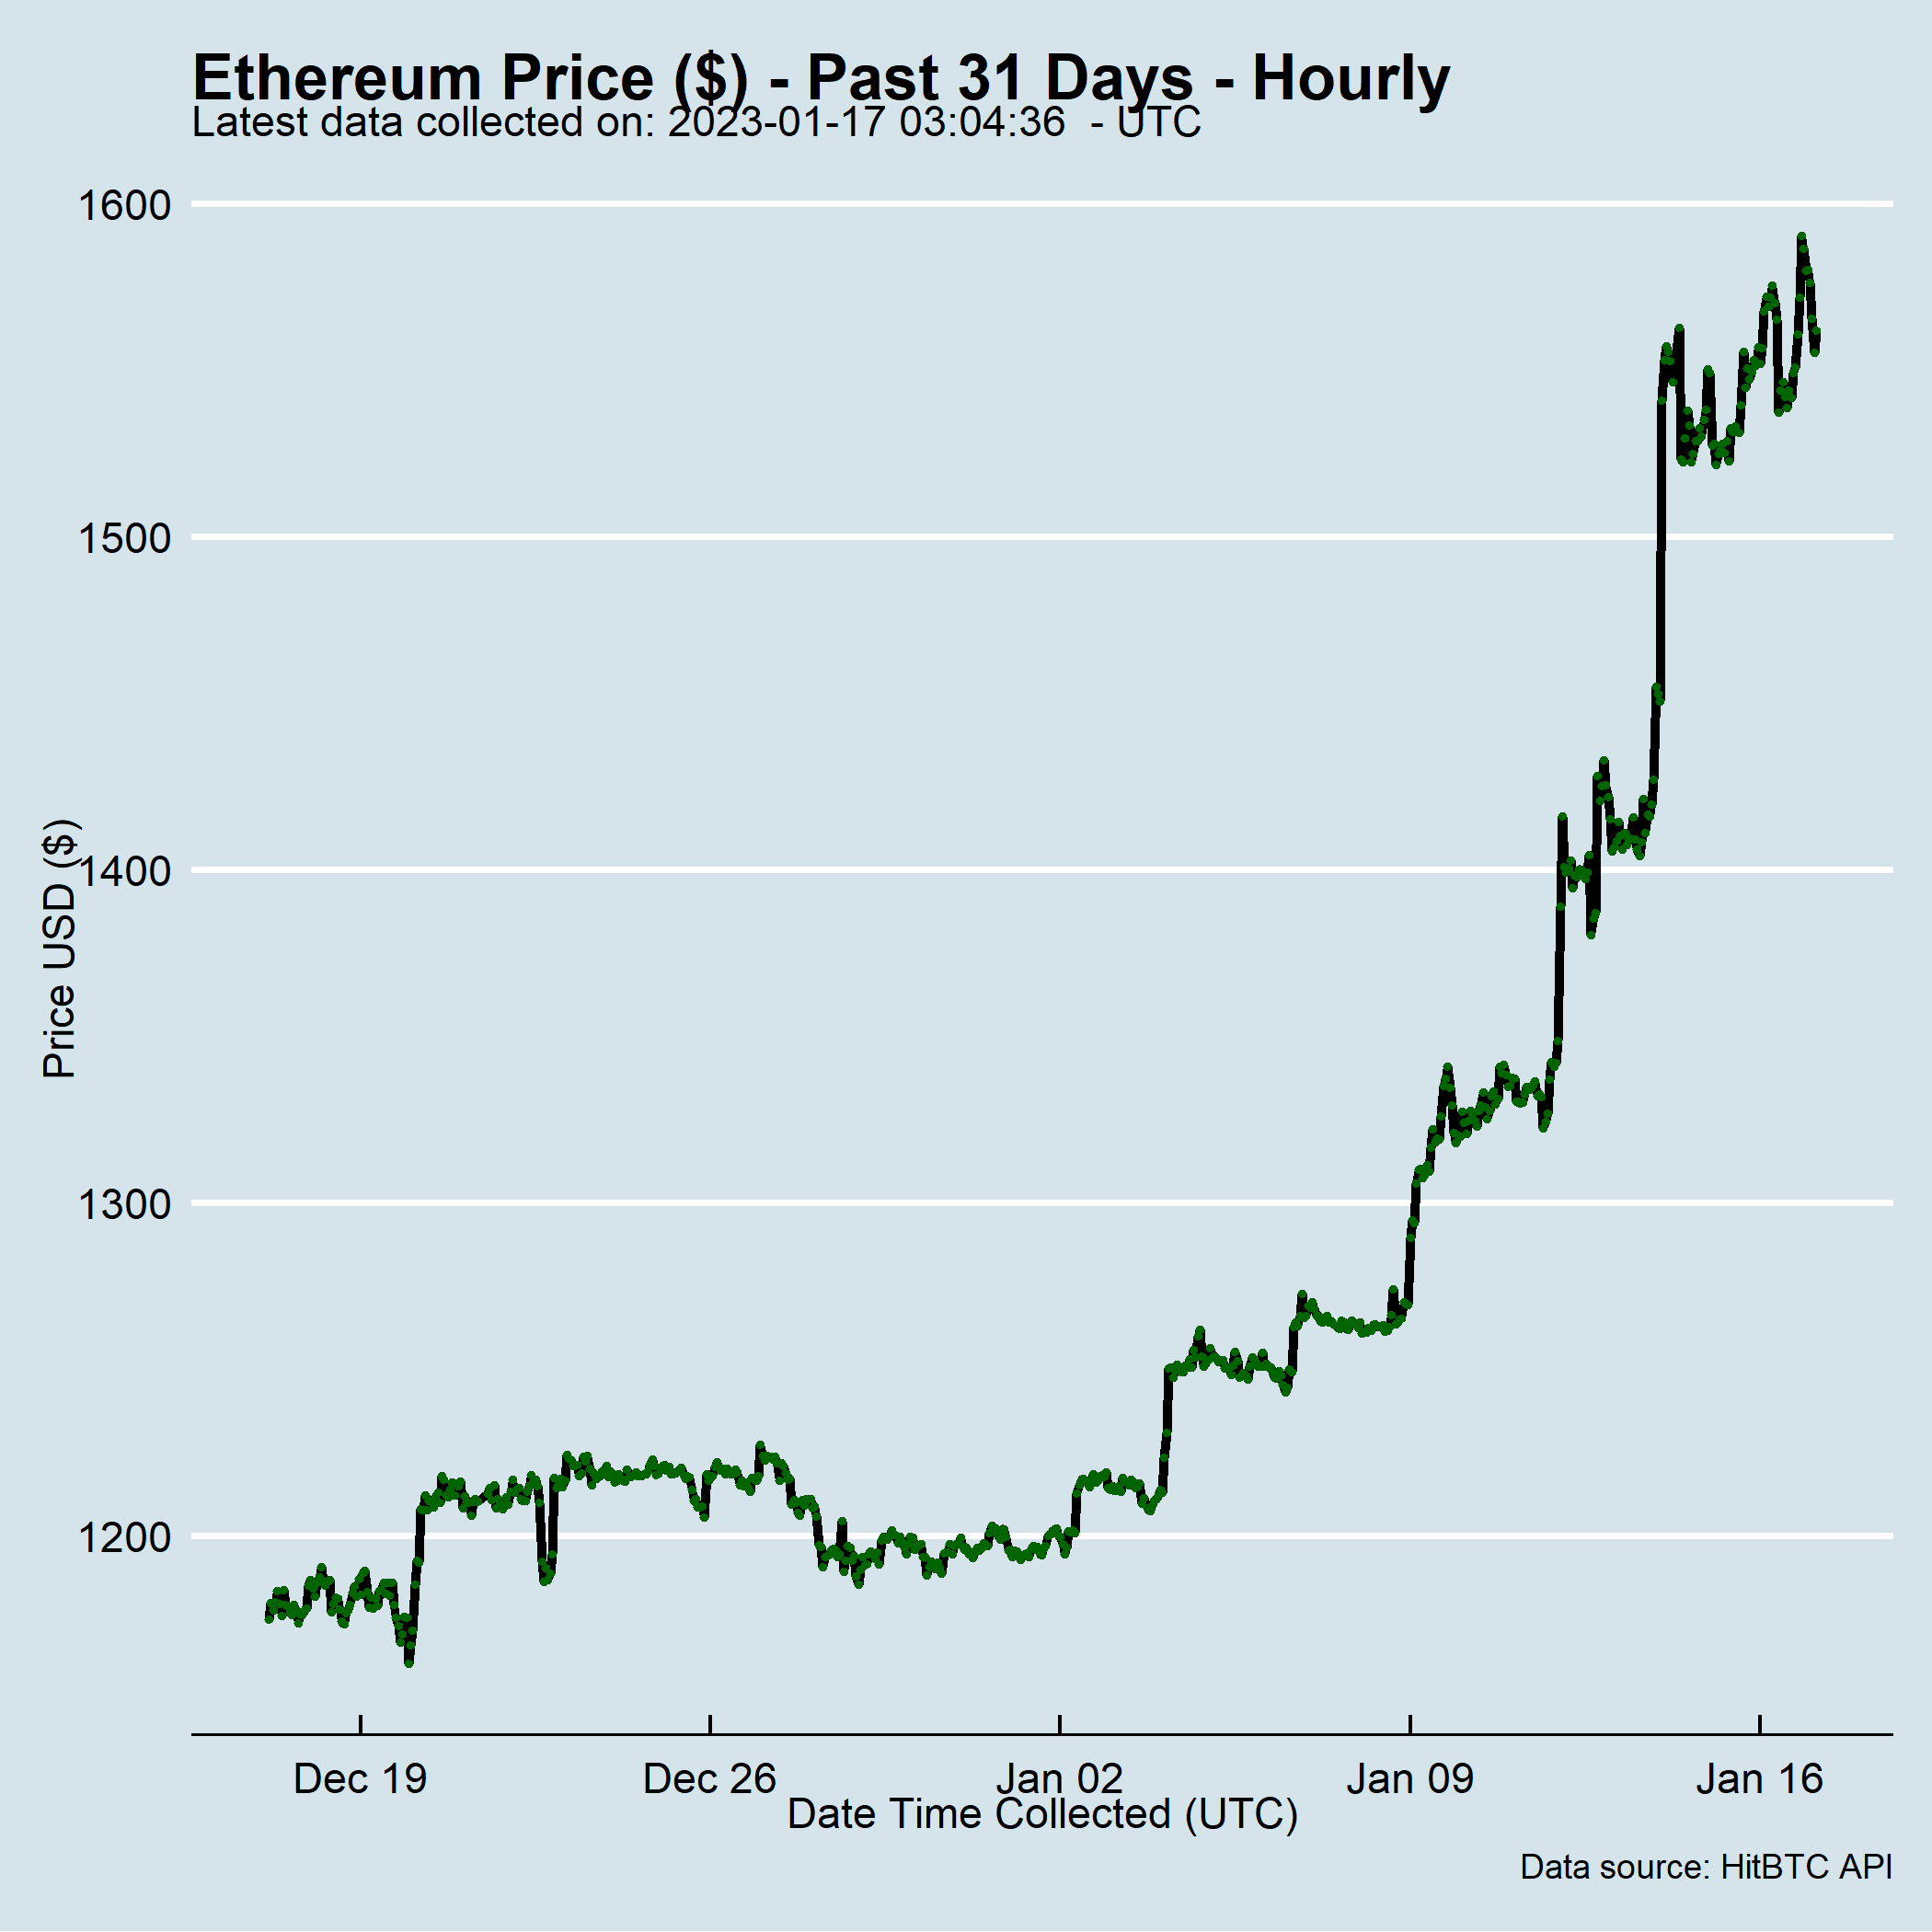 Ethereum Price ($) - Past 31 Days - Hourly
Latest data collected on: 2023-01-17 03:04:36  - UTC
1600
1500
1400
1300
1200
Price USD ($)
Dec 19
Dec 26
Jan 02
Jan 09
Jan 16
Date Time Collected (UTC)
Data source: HitBTC API